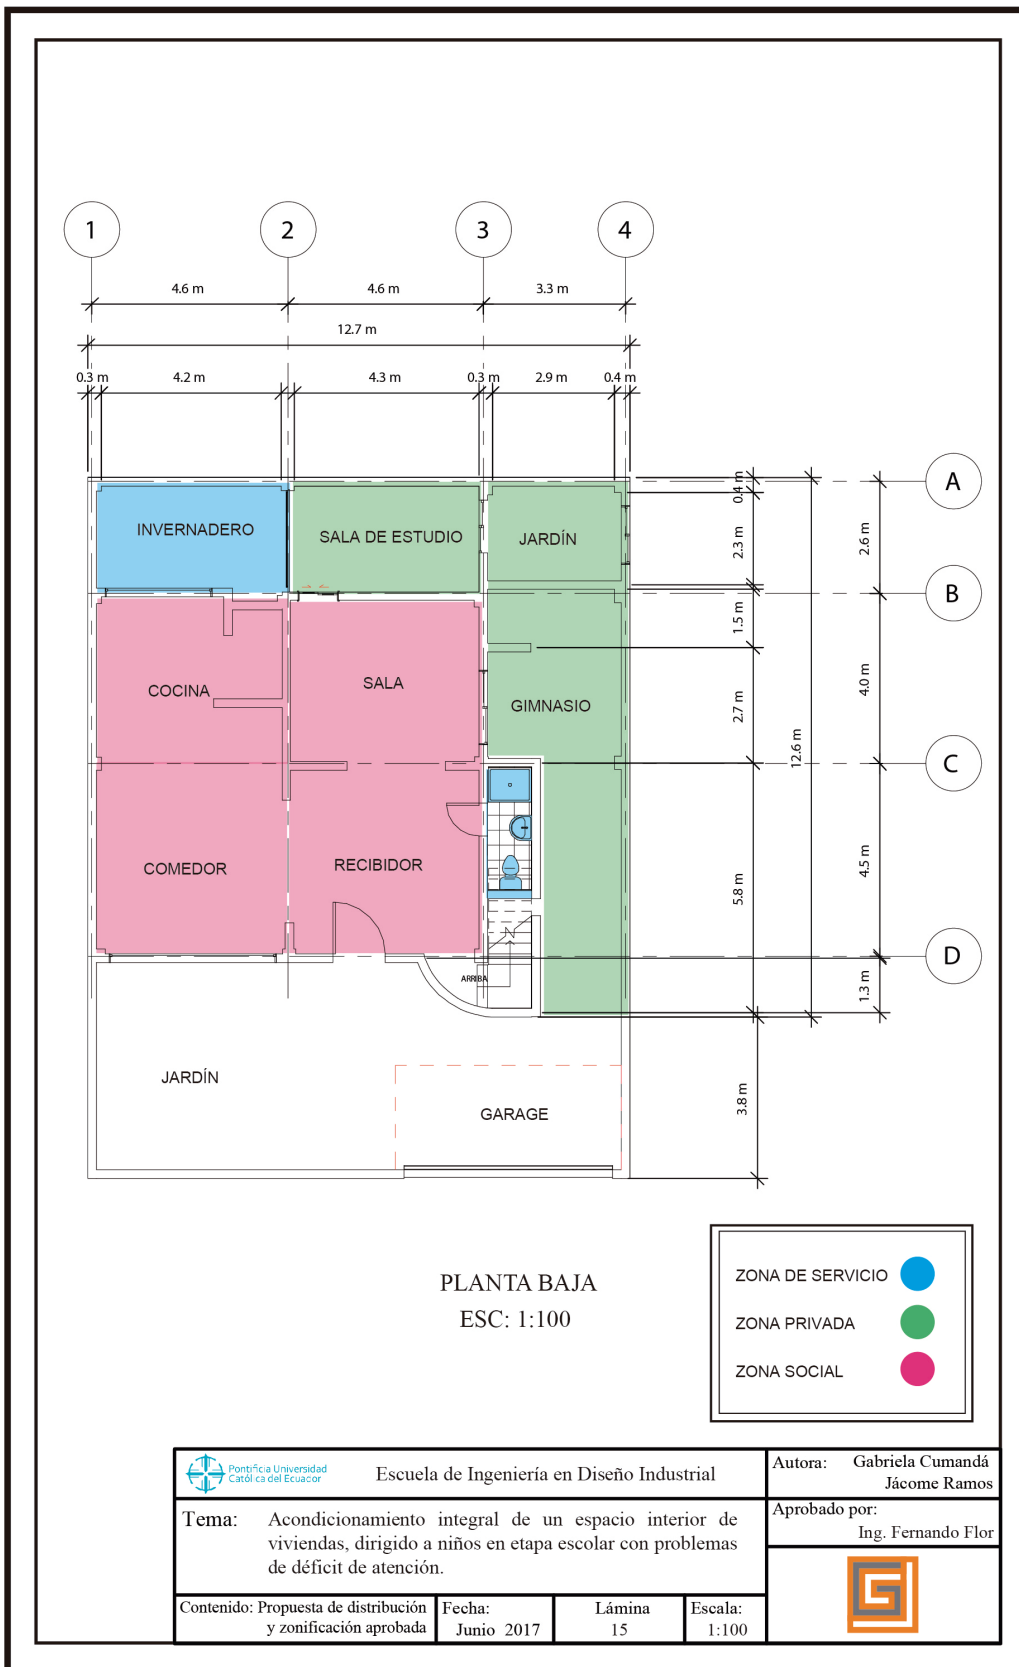 1
2
3
4
4.6 m
4.6 m
3.3 m
12.7 m
0.3 m
4.2 m
4.3 m
0.3 m
2.9 m
0.4 m
A
B
C
D
0.4 m
2.3 m
1.5 m
2.7 m
5.8 m
12.6 m
2.6 m
4.0 m
4.5 m
1.3 m
3.8 m
INVERNADERO
SALA DE ESTUDIO
JARDÍN
COCINA
SALA
GIMNASIO
COMEDOR
RECIBIDOR
ARRIBA
N
JARDÍN
GARAGE
PLANTA BAJA
ESC: 1:100
ZONA DE SERVICIO
ZONA PRIVADA
ZONA SOCIAL
Pontificia Universidad
Católica del Ecuador
Escuela de Ingeniería en Diseño Industrial
Autora: Gabriela Cumandá
Jácome Ramos
Tema: Acondicionamiento integral de un espacio interior de
viviendas, dirigido a niños en etapa escolar con problemas
de déficit de atención.
Aprobado por:
Ing. Fernando Flor
Contenido: Propuesta de distribución
y zonificación aprobada
Fecha:
Junio 2017
Lámina
15
Escala:
1:100